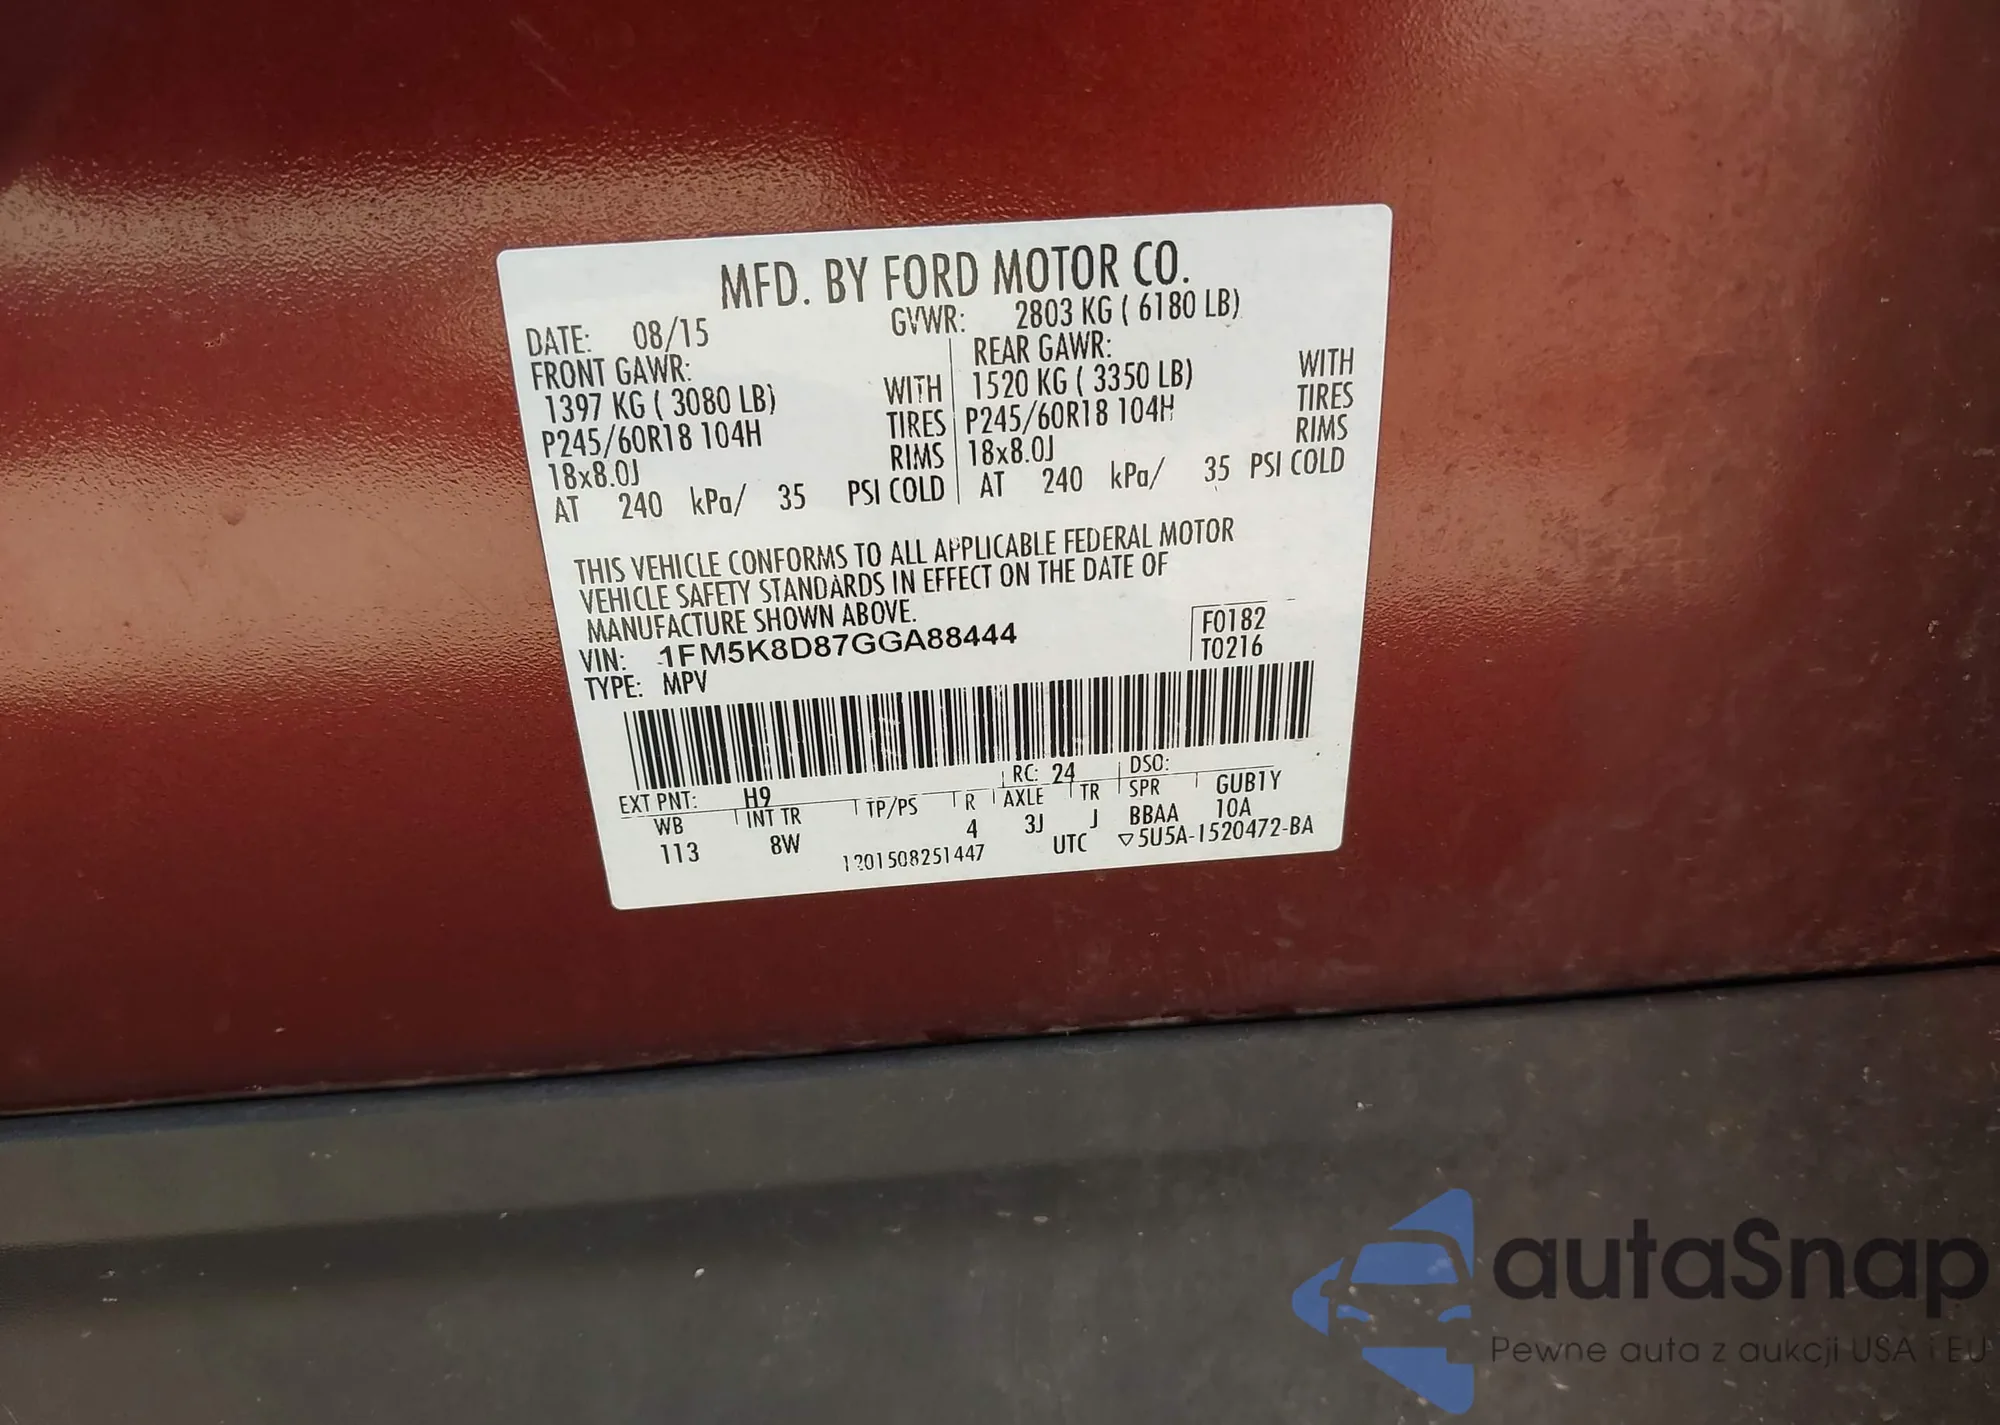 MFD. BY FORD MOTOR CO.
DATE: 08/15 GVWR: 2803 KG ( 6180 LB)
FRONT GAWR: REAR GAWR:
1397 KG ( 3080 LB) WITH 1520 KG ( 3350 LB) WITH
P245/60R18 104H TIRES P245/60R18 104H TIRES
18x8.0J RIMS 18x8.0J RIMS
AT 240 kPa/ 35 PSI COLD AT 240 kPa/ 35 PSI COLD
THIS VEHICLE CONFORMS TO ALL APPLICABLE FEDERAL MOTOR
VEHICLE SAFETY STANDARDS IN EFFECT ON THE DATE OF
MANUFACTURE SHOWN ABOVE.
VIN: 1FM5K8D87GGA88444 F0182
TYPE: MPV T0216
EXT PNT: H9 RC: 24 DSO:
WB INT TR TP/PS R AXLE TR SPR GUB1Y
113 8W 4 3J J BBAA 10A
1201508251447 UTC ▽5U5A-1520472-BA
autaSnap
Pewne auta z aukcji USA i EU